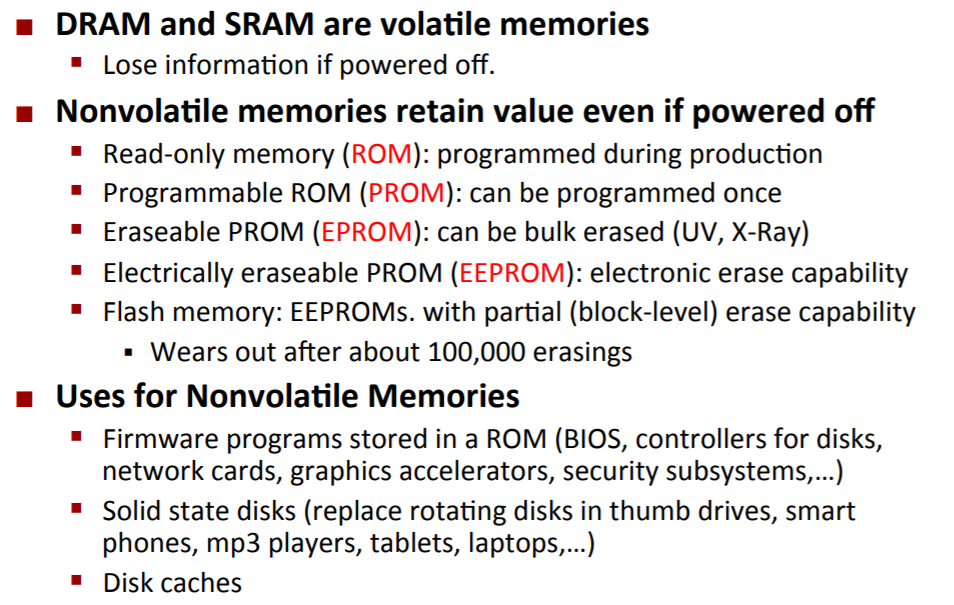 ■ DRAM and SRAM are volatile memories
▪ Lose information if powered off.
■ Nonvolatile memories retain value even if powered off
▪ Read-only memory (ROM): programmed during production
▪ Programmable ROM (PROM): can be programmed once
▪ Eraseable PROM (EPROM): can be bulk erased (UV, X-Ray)
▪ Electrically eraseable PROM (EEPROM): electronic erase capability
▪ Flash memory: EEPROMs. with partial (block-level) erase capability
▪ Wears out after about 100,000 erasings
■ Uses for Nonvolatile Memories
▪ Firmware programs stored in a ROM (BIOS, controllers for disks,
network cards, graphics accelerators, security subsystems,…)
▪ Solid state disks (replace rotating disks in thumb drives, smart
phones, mp3 players, tablets, laptops,…)
▪ Disk caches